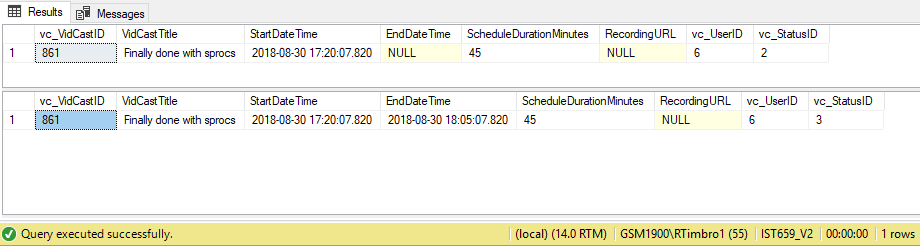 Results Messages
vc_VidCastID VidCastTitle StartDateTime EndDateTime ScheduleDurationMinutes RecordingURL vc_UserID vc_StatusID
1 861 Finally done with sprocs 2018-08-30 17:20:07.820 NULL 45 NULL 6 2
vc_VidCastID VidCastTitle StartDateTime EndDateTime ScheduleDurationMinutes RecordingURL vc_UserID vc_StatusID
1 861 Finally done with sprocs 2018-08-30 17:20:07.820 2018-08-30 18:05:07.820 45 NULL 6 3
Query executed successfully. (local) (14.0 RTM) GSM1900\RTimbro1 (55) IST659_V2 00:00:00 1 rows